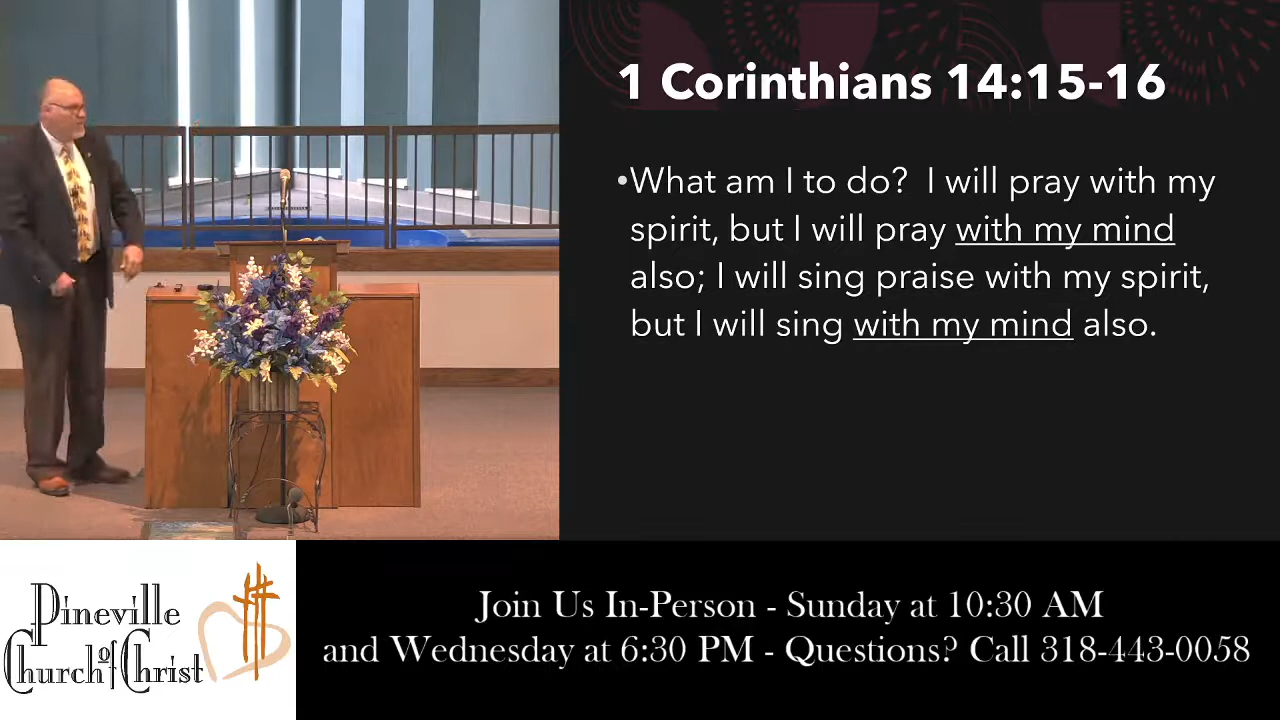 1 Corinthians 14:15-16
•What am I to do?  I will pray with my
spirit, but I will pray with my mind
also; I will sing praise with my spirit,
but I will sing with my mind also.
Pineville
Church of Christ
Join Us In-Person - Sunday at 10:30 AM
and Wednesday at 6:30 PM - Questions? Call 318-443-0058